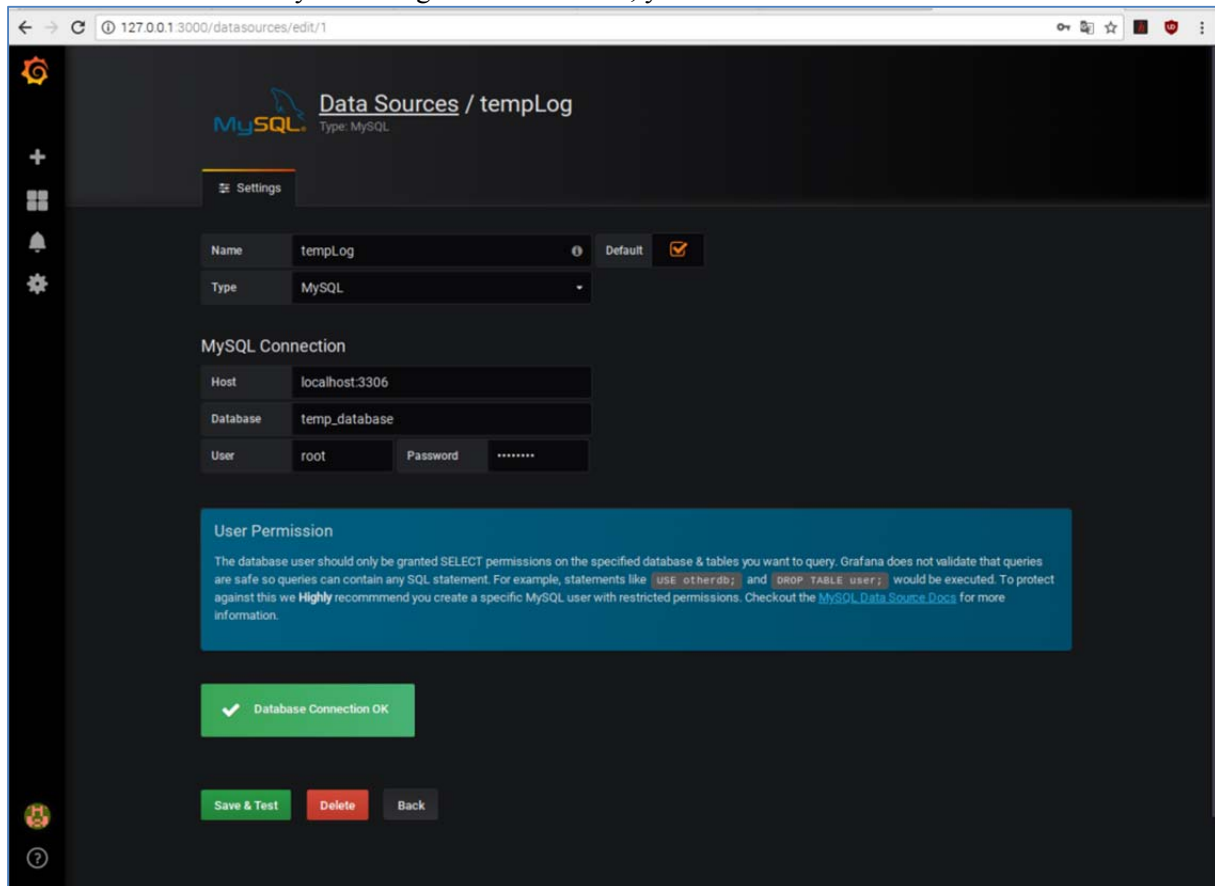 127.0.0.1:3000/datasources/edit/1
MySQL
Data Sources / tempLog
Type: MySQL
Settings
Name tempLog Default
Type MySQL
MySQL Connection
Host localhost:3306
Database temp_database
User root Password ••••••••
User Permission
The database user should only be granted SELECT permissions on the specified database & tables you want to query. Grafana does not validate that queries
are safe so queries can contain any SQL statement. For example, statements like USE otherdb; and DROP TABLE user; would be executed. To protect
against this we Highly recommmend you create a specific MySQL user with restricted permissions. Checkout the MySQL Data Source Docs for more
information.
Database Connection OK
Save & Test Delete Back